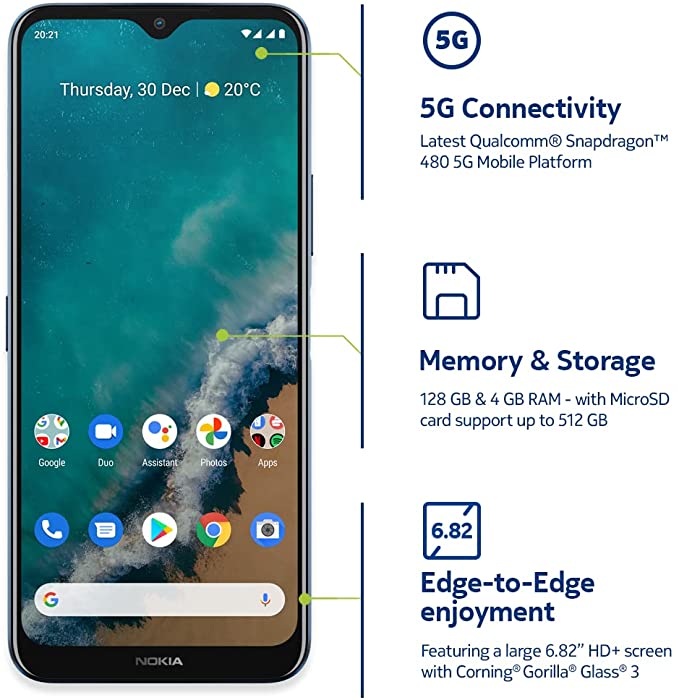 20:21
Thursday, 30 Dec | 20°C
Google
Duo
Assistant
Photos
Apps
NOKIA
5G
5G Connectivity
Latest Qualcomm® Snapdragon™
480 5G Mobile Platform
Memory & Storage
128 GB & 4 GB RAM - with MicroSD
card support up to 512 GB
6.82
Edge-to-Edge
enjoyment
Featuring a large 6.82” HD+ screen
with Corning® Gorilla® Glass® 3